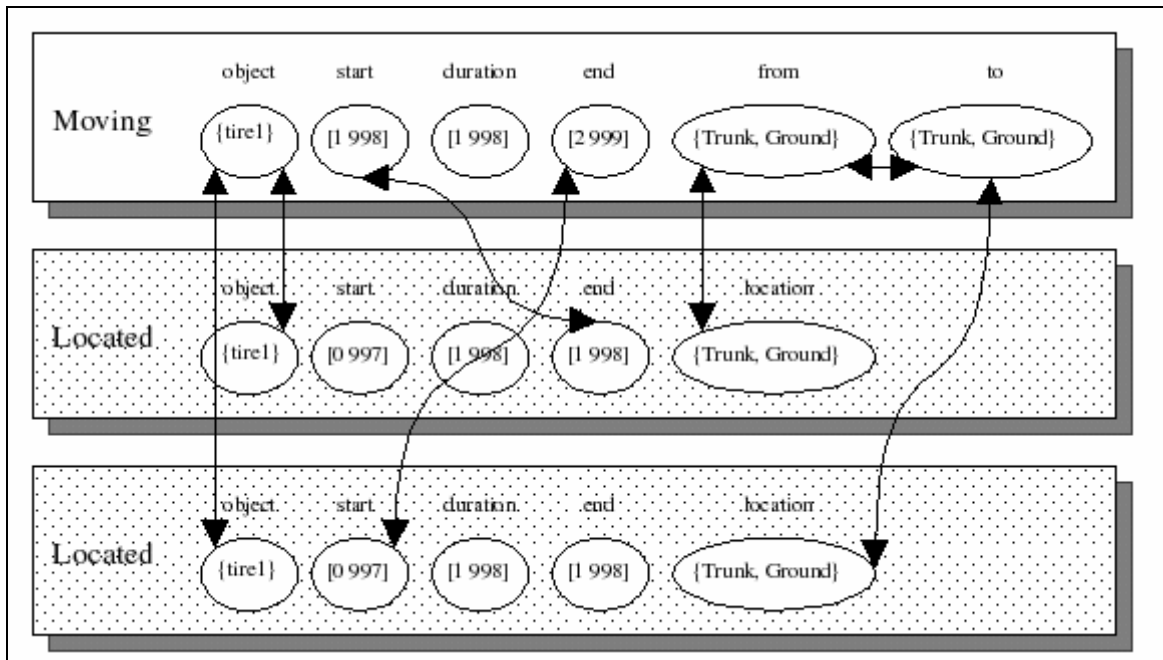 object start duration end from to
Moving {tire1} [1 998] [1 998] [2 999] {Trunk, Ground} {Trunk, Ground}
object start duration end location
Located {tire1} [0 997] [1 998] [1 998] {Trunk, Ground}
object start duration end location
Located {tire1} [0 997] [1 998] [1 998] {Trunk, Ground}